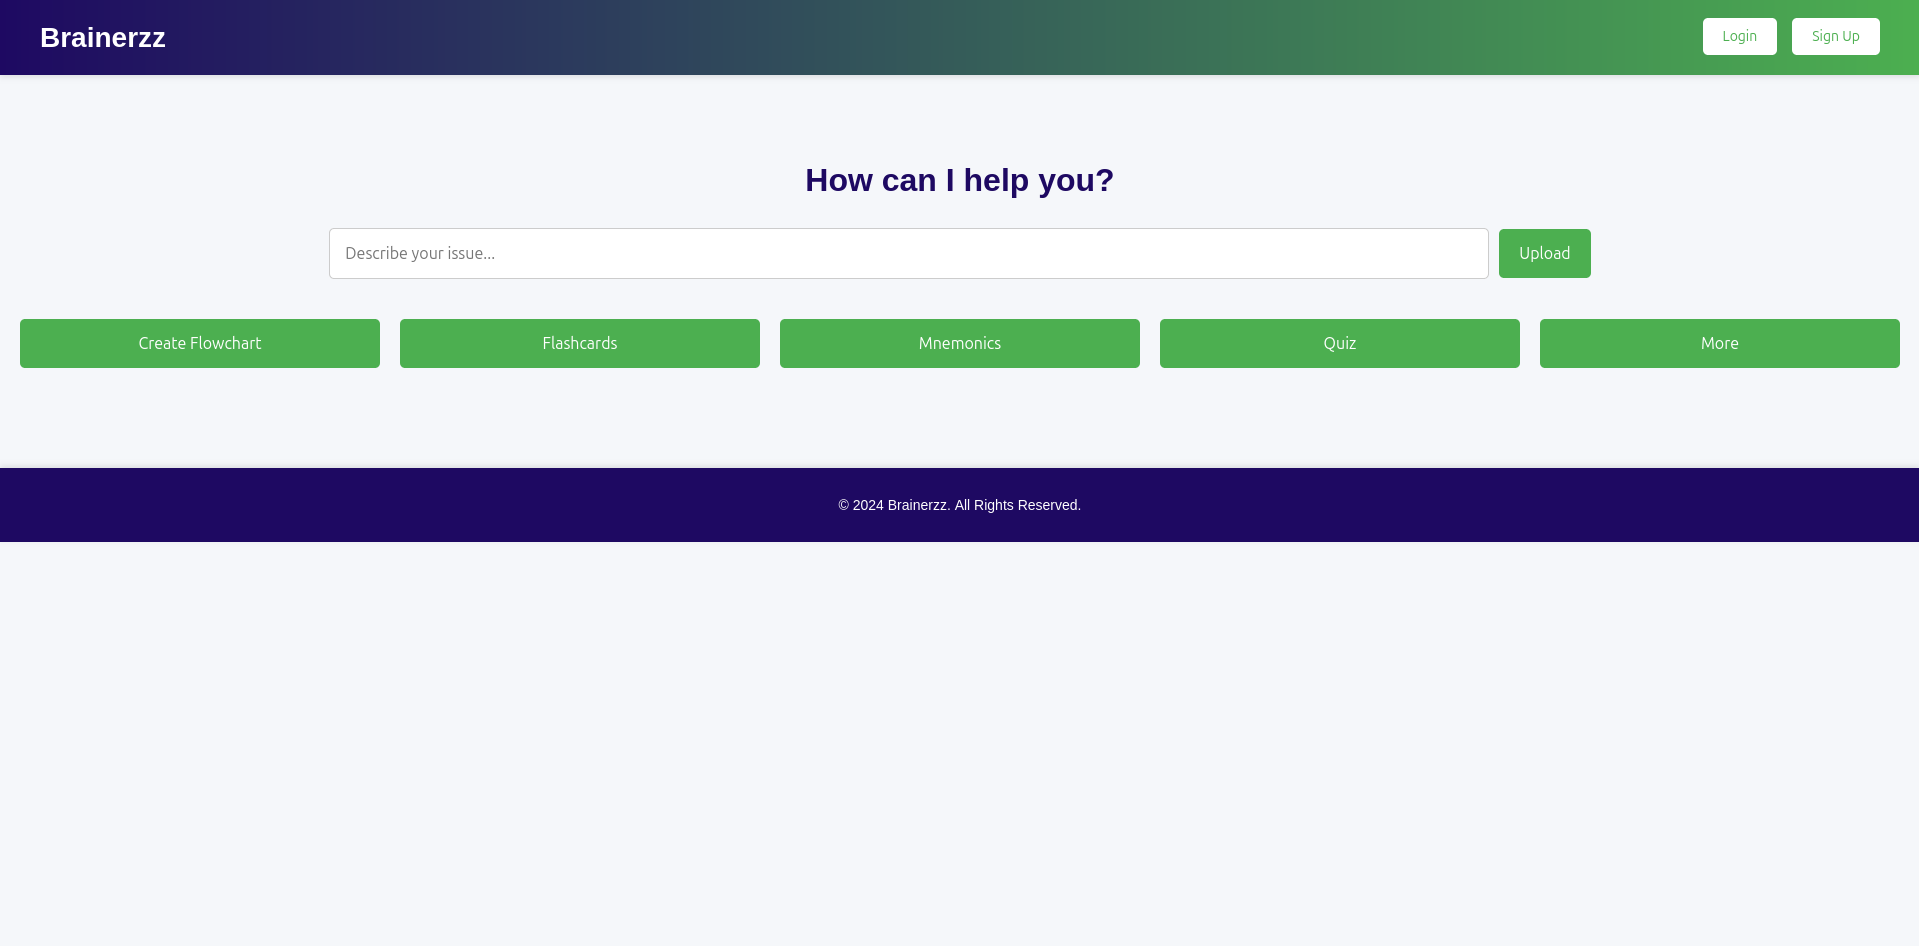 Brainerzz
Login
Sign Up
How can I help you?
Describe your issue...
Upload
Create Flowchart
Flashcards
Mnemonics
Quiz
More
© 2024 Brainerzz. All Rights Reserved.